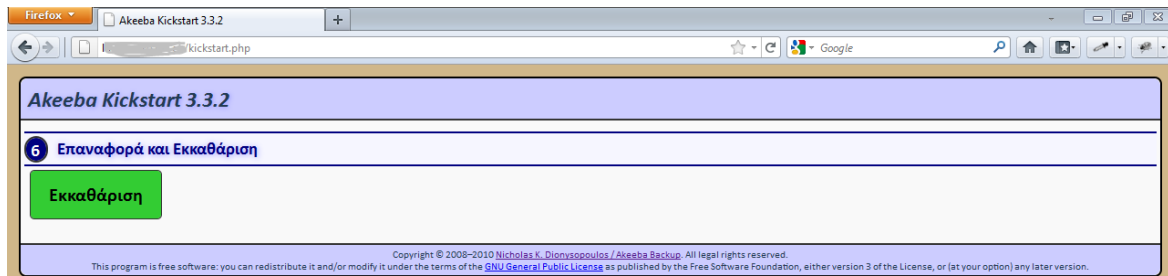 Firefox
Akeeba Kickstart 3.3.2
/kickstart.php
Google
Akeeba Kickstart 3.3.2
6 Επαναφορά και Εκκαθάριση
Εκκαθάριση
Copyright © 2008–2010 Nicholas K. Dionysopoulos / Akeeba Backup. All legal rights reserved.
This program is free software: you can redistribute it and/or modify it under the terms of the GNU General Public License as published by the Free Software Foundation, either version 3 of the License, or (at your option) any later version.